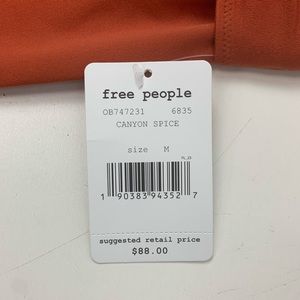 free people
OB747231 6835
CANYON SPICE
size M
1 90383 94352 7
suggested retail price
$88.00